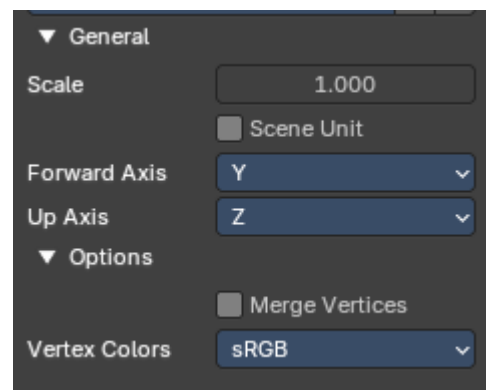 General
Scale 1.000
Scene Unit
Forward Axis Y
Up Axis Z
Options
Merge Vertices
Vertex Colors sRGB